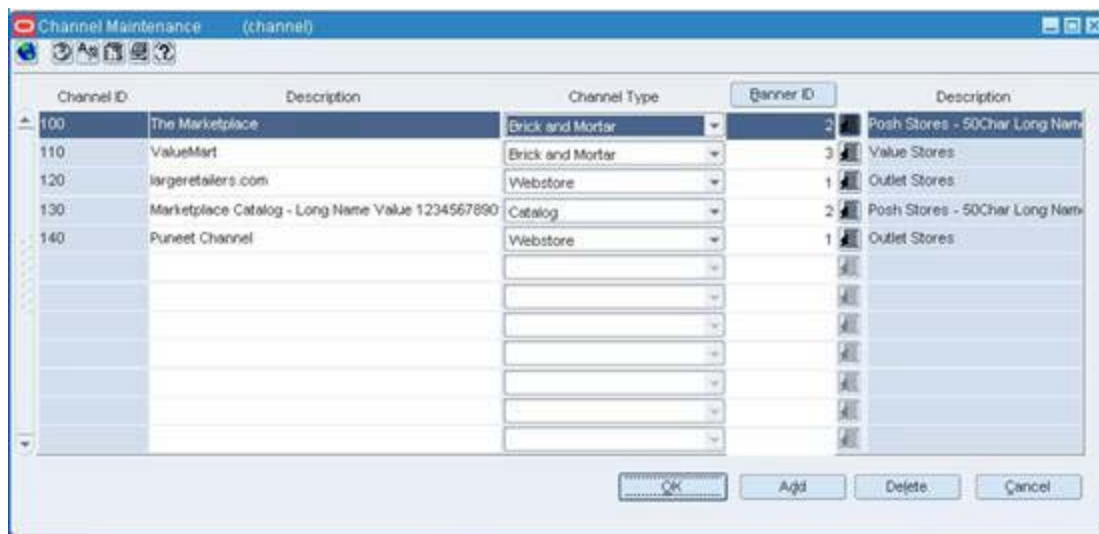 Channel Maintenance (channel)
Channel ID Description Channel Type Banner ID Description
100 The Marketplace Brick and Mortar 2 Posh Stores - 50Char Long Nam
110 ValueMart Brick and Mortar 3 Value Stores
120 largeretailers.com Webstore 1 Outlet Stores
130 Marketplace Catalog - Long Name Value 1234567890 Catalog 2 Posh Stores - 50Char Long Nam
140 Puneet Channel Webstore 1 Outlet Stores
OK Add Delete Cancel